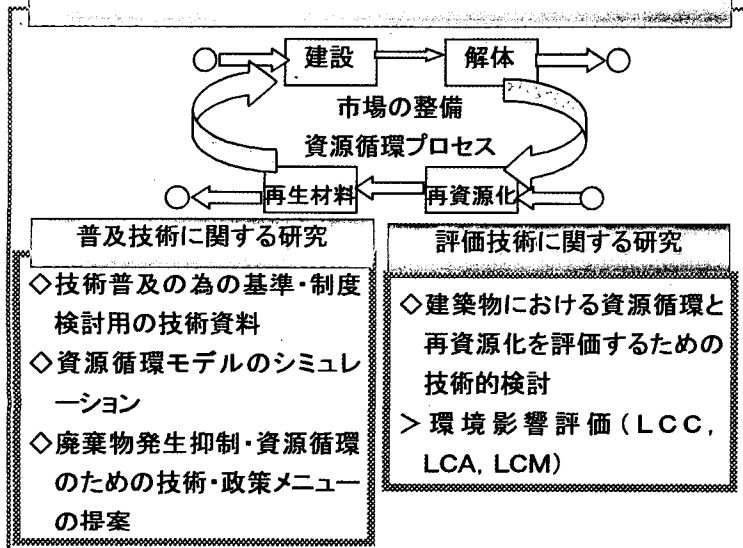 建設
解体
市場の整備
資源循環プロセス
再生材料
再資源化
普及技術に関する研究
◇技術普及の為の基準・制度
検討用の技術資料
◇資源循環モデルのシミュレ
ーション
◇廃棄物発生抑制・資源循環
のための技術・政策メニュー
の提案
評価技術に関する研究
◇建築物における資源循環と
再資源化を評価するための
技術的検討
＞環境影響評価（ＬＣＣ，
LCA, LCM）